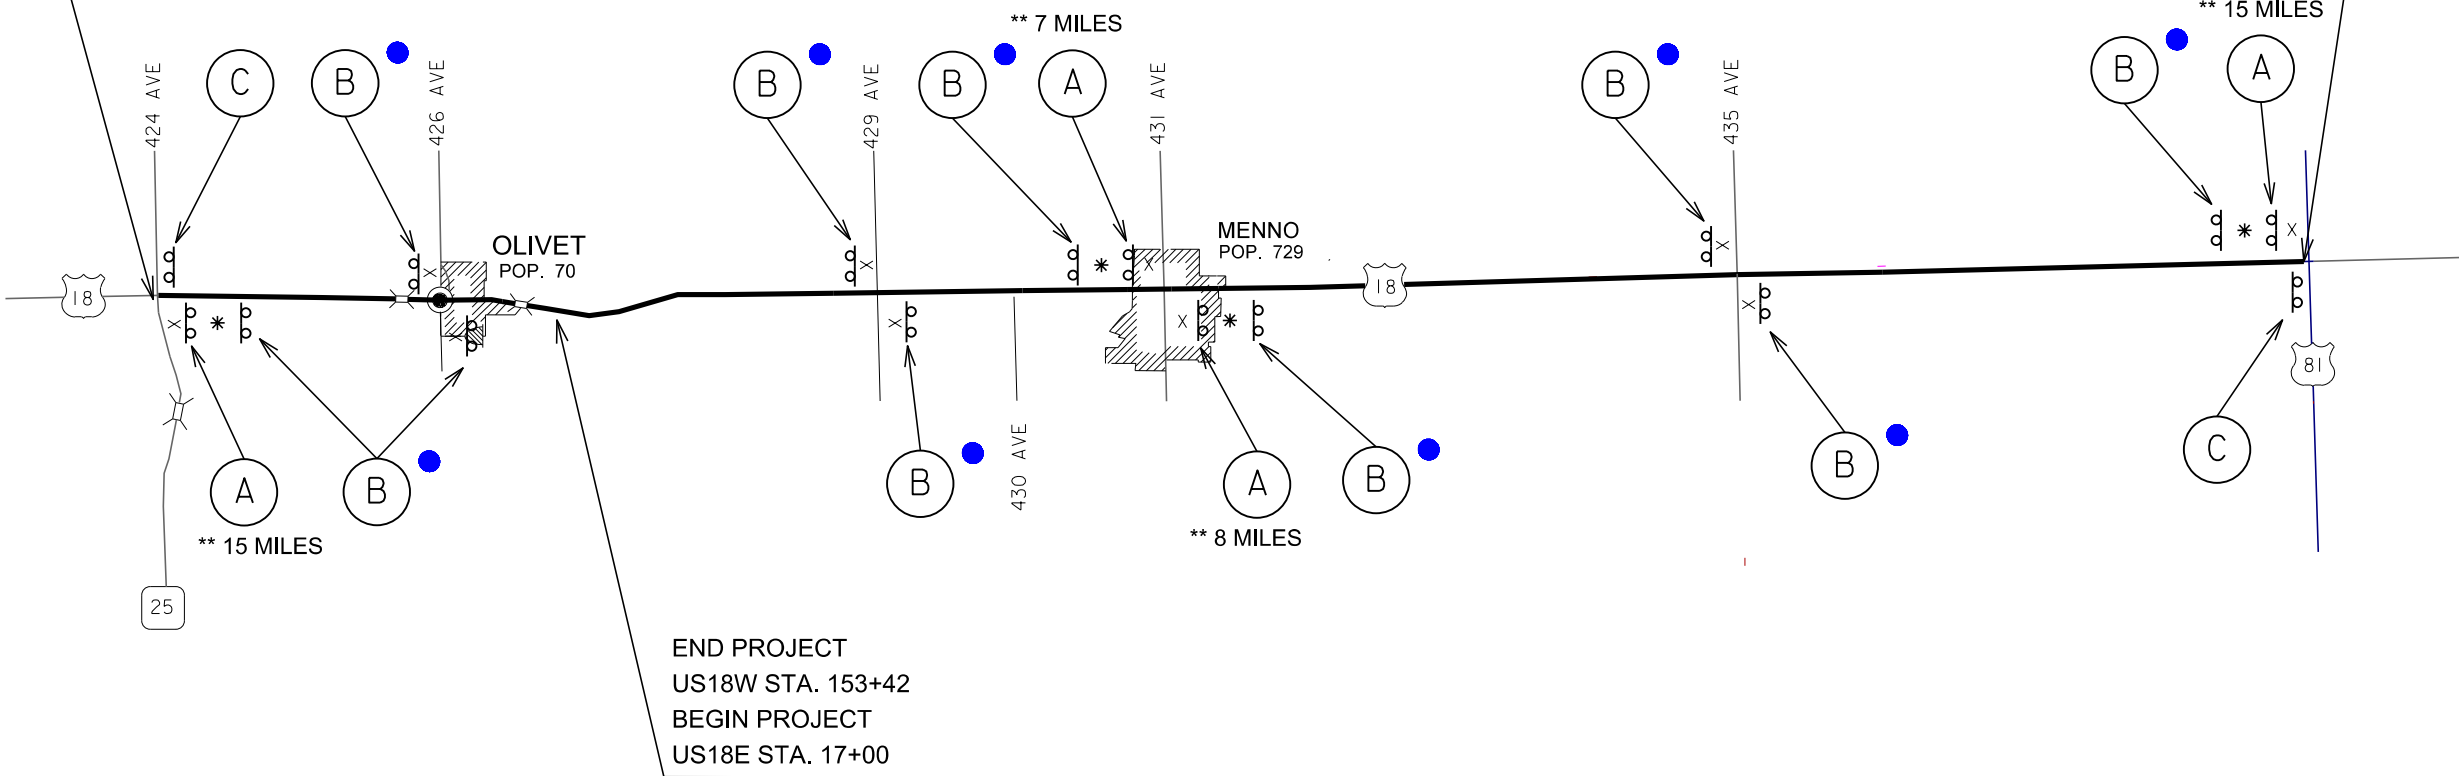 ** 7 MILES
** 15 MILES
C
B
B
B
A
B
B
A
424 AVE
426 AVE
429 AVE
431 AVE
435 AVE
OLIVET
POP. 70
MENNO
POP. 729
X
X
X
X
X
*
*
X
18
18
X
*
X
X
X
*
X
81
A
B
B
430 AVE
A
B
B
C
** 15 MILES
** 8 MILES
25
END PROJECT
US18W STA. 153+42
BEGIN PROJECT
US18E STA. 17+00